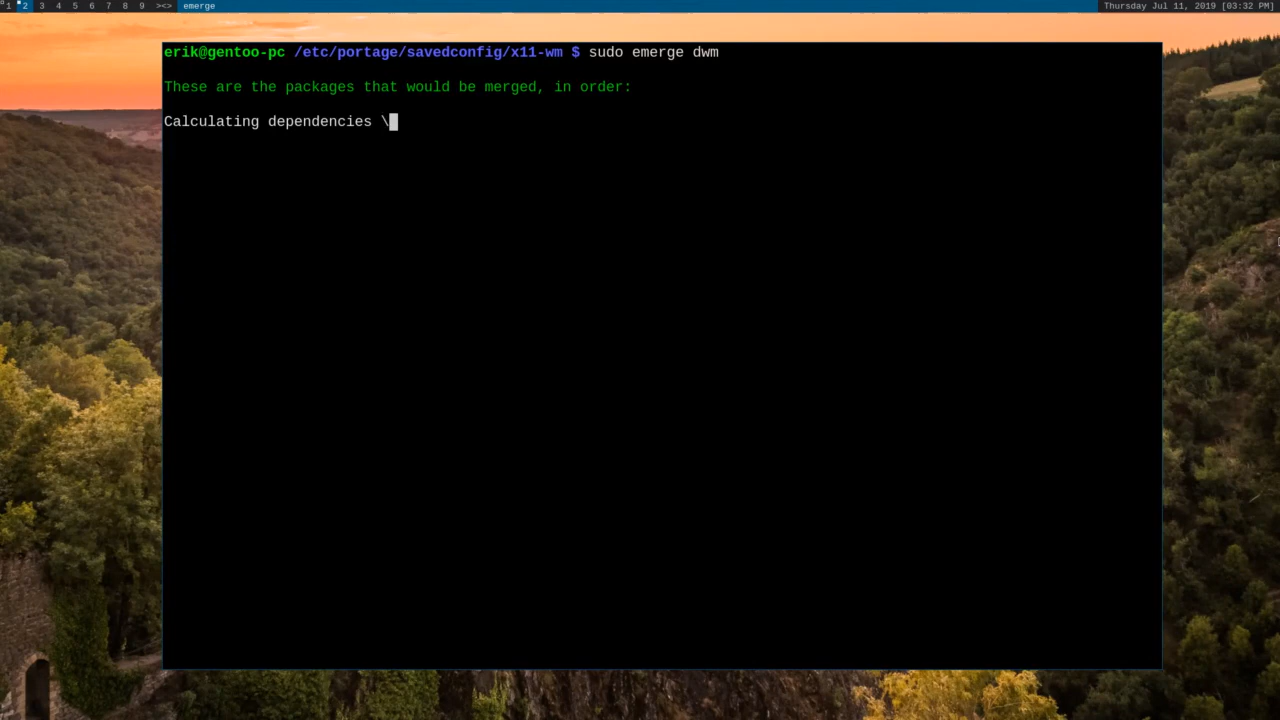 1 2 3 4 5 6 7 8 9 ><> emerge Thursday Jul 11, 2019 [03:32 PM]
erik@gentoo-pc /etc/portage/savedconfig/x11-wm $ sudo emerge dwm
These are the packages that would be merged, in order:
Calculating dependencies \